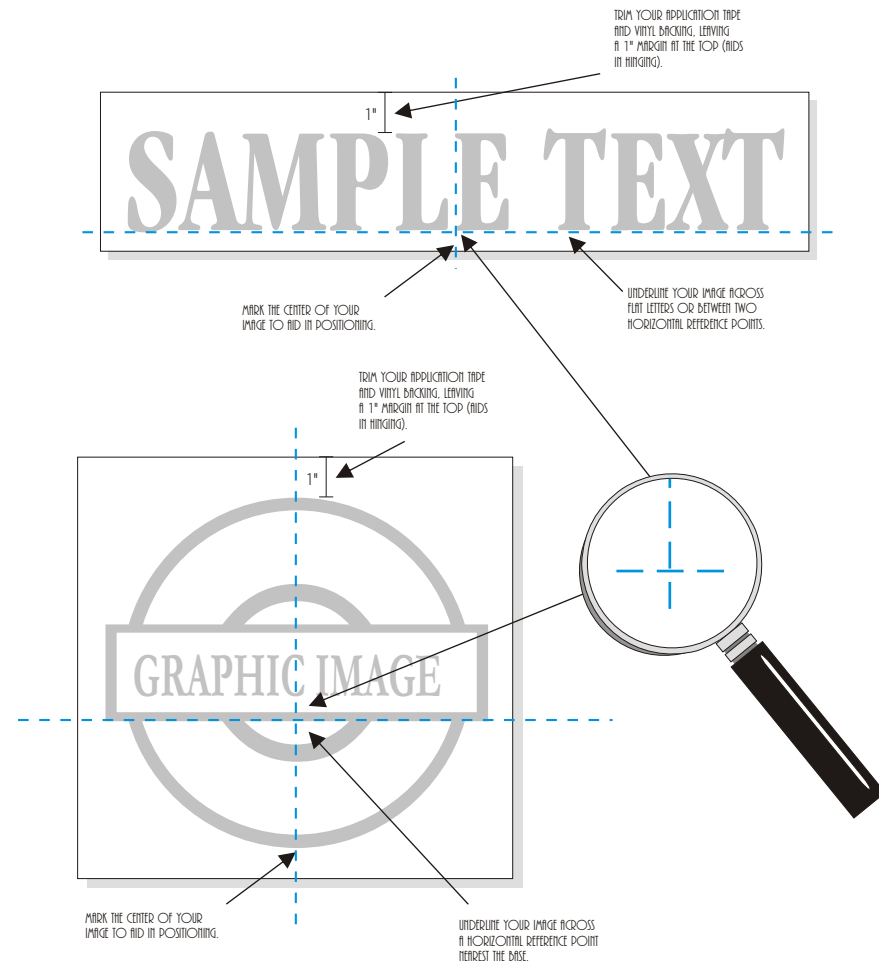 TRIM YOUR APPLICATION TAPE
AND VINYL BACKING, LEAVING
A 1" MARGIN AT THE TOP (AIDS
IN HINGING).
1"
SAMPLE TEXT
MARK THE CENTER OF YOUR
IMAGE TO AID IN POSITIONING.
UNDERLINE YOUR IMAGE ACROSS
FLAT LETTERS OR BETWEEN TWO
HORIZONTAL REFERENCE POINTS.
TRIM YOUR APPLICATION TAPE
AND VINYL BACKING, LEAVING
A 1" MARGIN AT THE TOP (AIDS
IN HINGING).
1"
GRAPHIC IMAGE
MARK THE CENTER OF YOUR
IMAGE TO AID IN POSITIONING.
UNDERLINE YOUR IMAGE ACROSS
A HORIZONTAL REFERENCE POINT
NEAREST THE BASE.